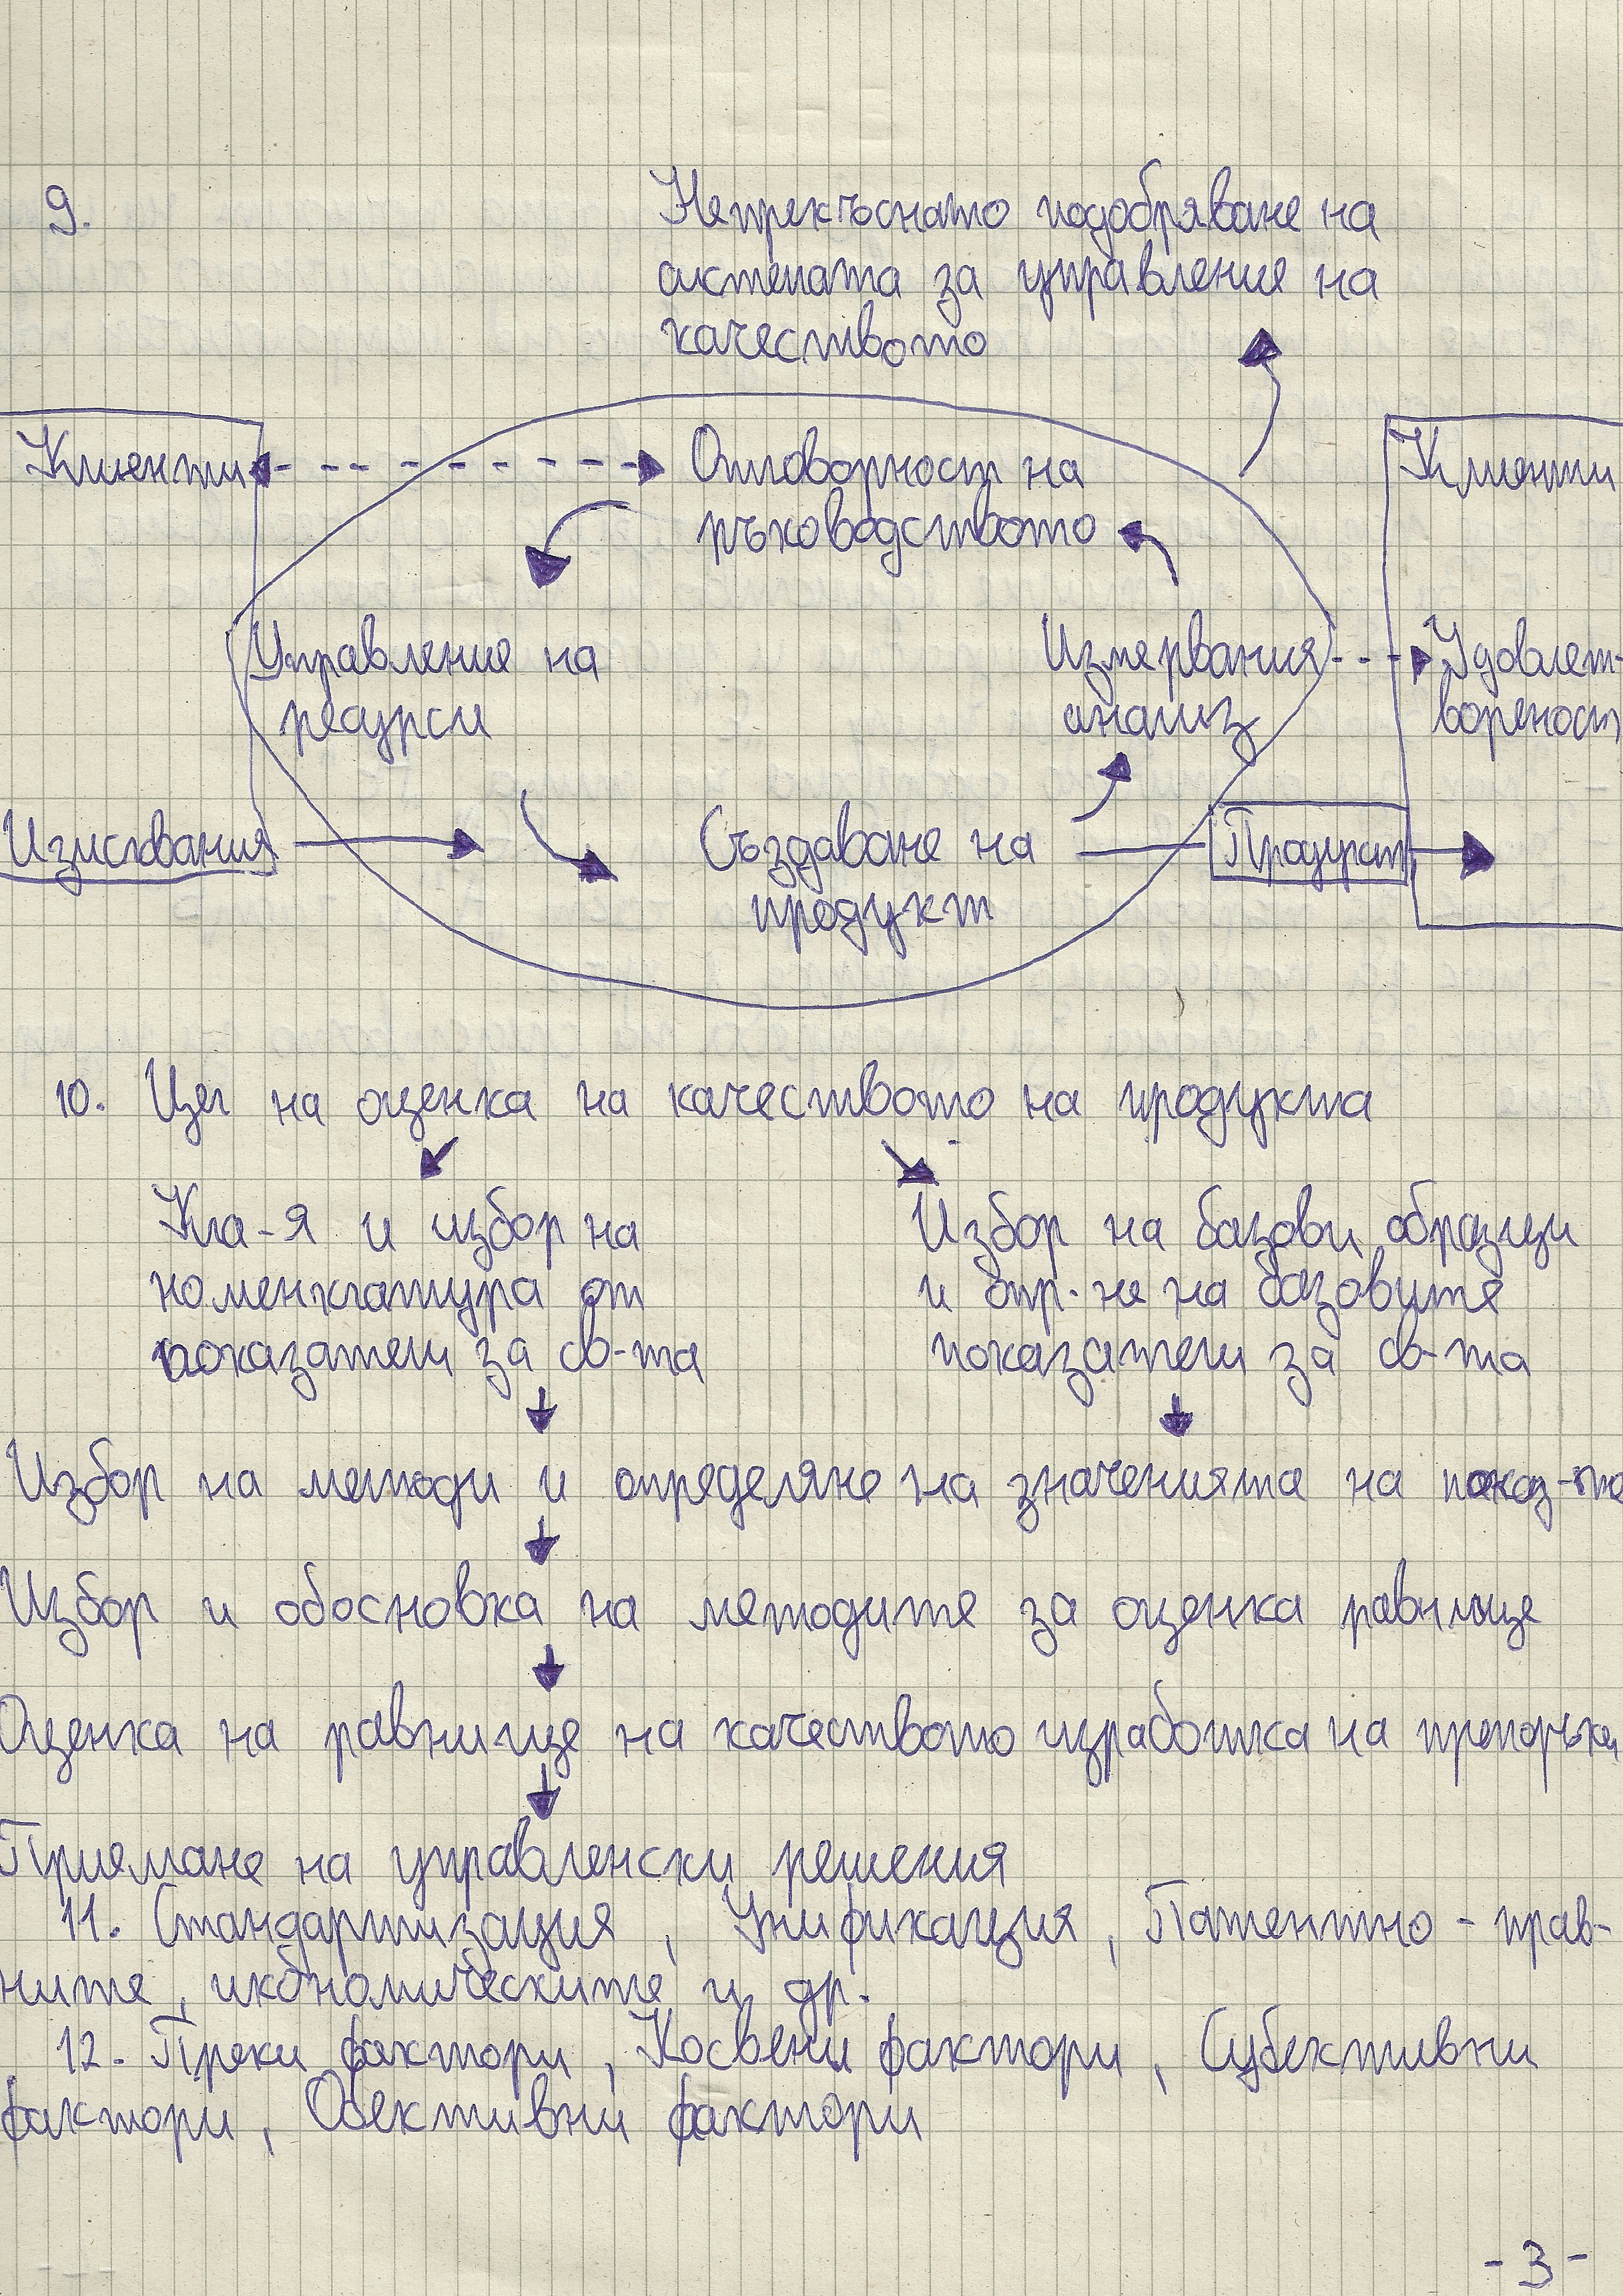 9.
Непрекъснато подобряване на
системата за управление на
качеството
Клиенти
Отговорност на
ръководството
Клиенти
Управление на
ресурси
Измервания
анализ
Удовлет-
вореност
Изисквания
Създаване на
продукт
Продукт
10. Цел на оценка на качеството на продукта
Кла-я и избор на
номенклатура от
показатели за св-та
Избор на базови образци
и опр-не на базовите
показатели за св-та
Избор на методи и определяне на значенията на показ-те
Избор и обосновка на методите за оценка равнище
Оценка на равнище на качеството изработка на препоръки
Приемане на управленски решения
11. Стандартизация, Унификация, Патентно-прав-
ните, икономическите и др.
12. Преки фактори, Косвени фактори, Субективни
фактори, Обективни фактори
-3-